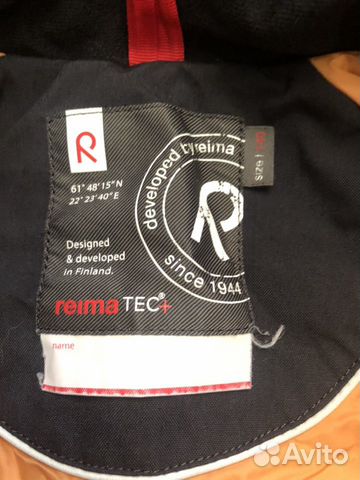 R
61° 48' 15"N
22° 23' 40" E
Designed
& developed
in Finland.
reima TEC®+
name
developed by reima
R
since 1944
size | 140
Avito